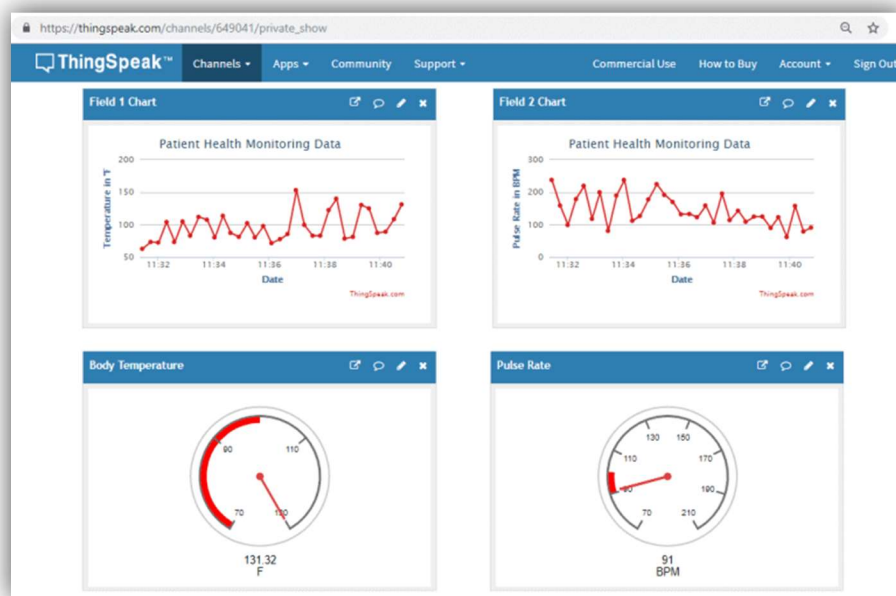 https://thingspeak.com/channels/649041/private_show
ThingSpeak™ Channels Apps Community Support Commercial Use How to Buy Account Sign Out
Field 1 Chart
Patient Health Monitoring Data
Temperature in °F
200
150
100
50
11:32 11:34 11:36 11:38 11:40
Date
ThingSpeak.com
Field 2 Chart
Patient Health Monitoring Data
Pulse Rate in BPM
300
200
100
0
11:32 11:34 11:36 11:38 11:40
Date
ThingSpeak.com
Body Temperature
90 110
70
131.32
F
Pulse Rate
130 150
110 170
90 190
70 210
91
BPM